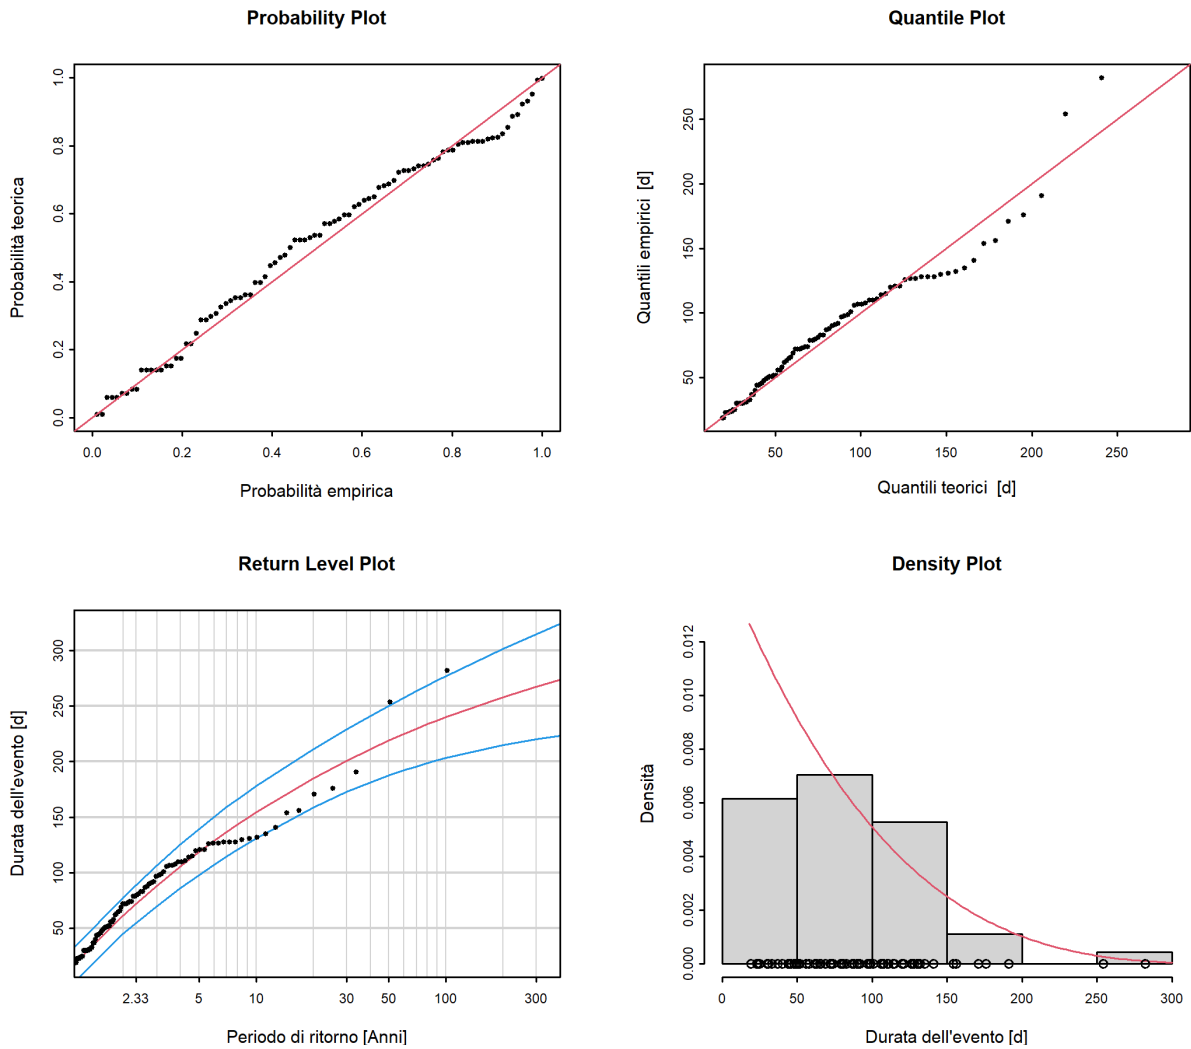 Probability Plot
1.0
0.8
0.6
0.4
0.2
0.0
Probabilità teorica
0.0 0.2 0.4 0.6 0.8 1.0
Probabilità empirica
Quantile Plot
250
200
150
100
50
Quantili empirici [d]
50 100 150 200 250
Quantili teorici [d]
Return Level Plot
300
250
200
150
100
50
Durata dell'evento [d]
2.33 5 10 30 50 100 300
Periodo di ritorno [Anni]
Density Plot
0.012
0.010
0.008
0.006
0.004
0.002
0.000
Densità
0 50 100 150 200 250 300
Durata dell'evento [d]